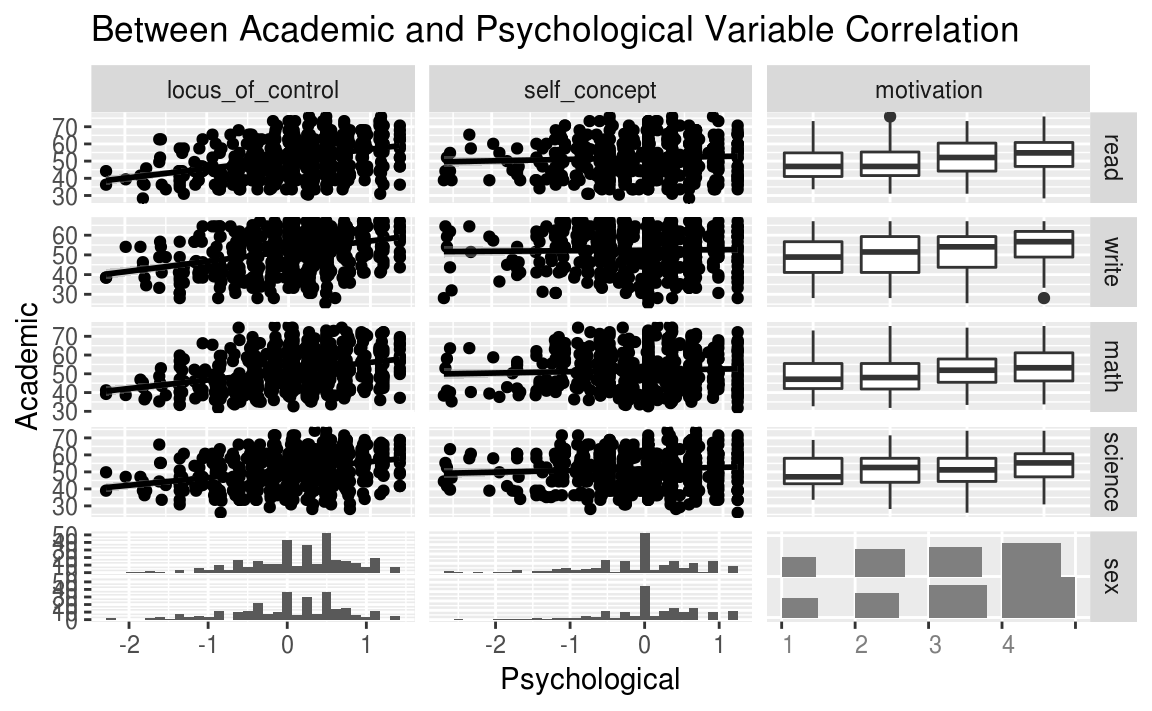 Between Academic and Psychological Variable Correlation
locus_of_control self_concept motivation
70
60
50
40
30
read
60
50
40
30
write
70
60
50
40
30
math
70
60
50
40
30
science
Academic
50
0
sex
-2 -1 0 1 -2 -1 0 1 1 2 3 4
Psychological